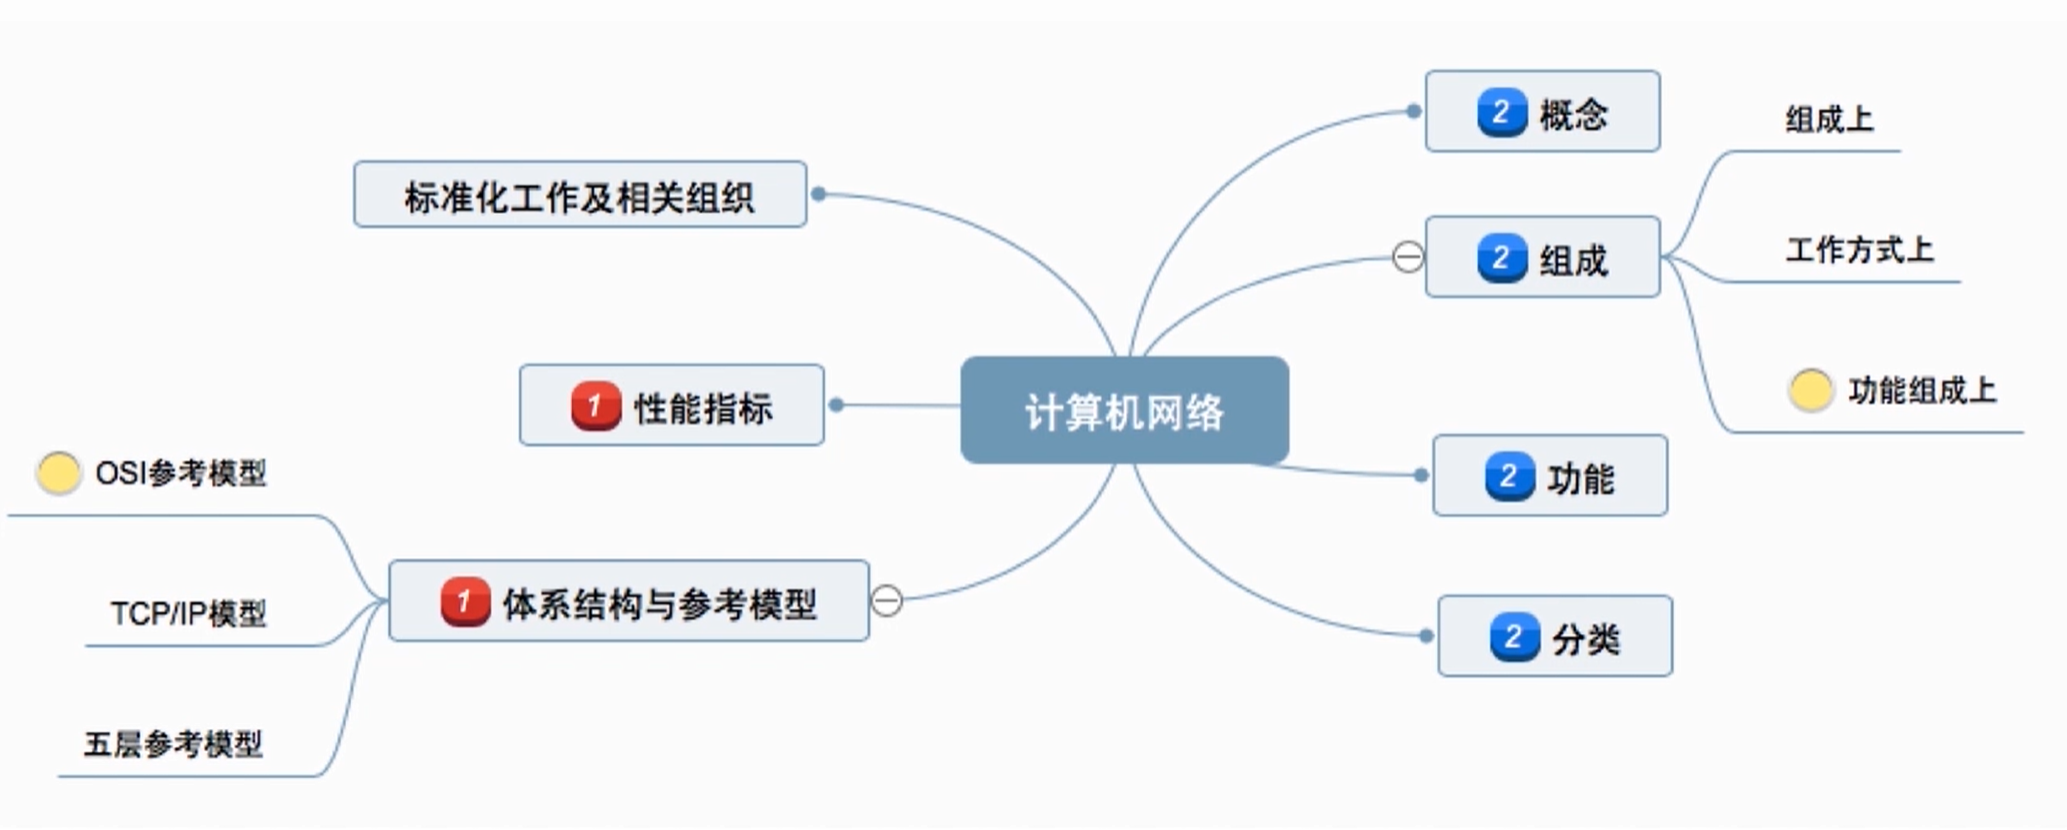 计算机网络
2 概念
2 组成
组成上
工作方式上
功能组成上
2 功能
2 分类
标准化工作及相关组织
1 性能指标
1 体系结构与参考模型
OSI参考模型
TCP/IP模型
五层参考模型